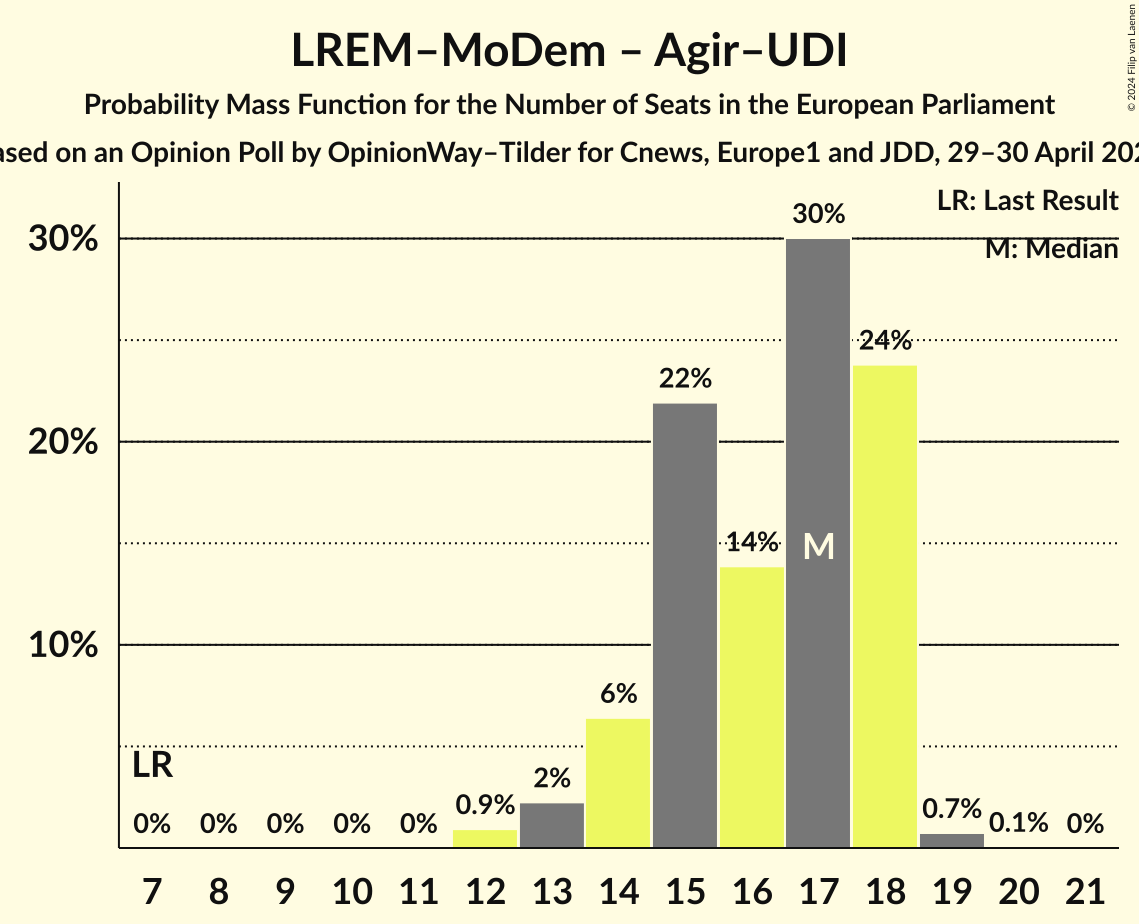 LREM–MoDem – Agir–UDI
Probability Mass Function for the Number of Seats in the European Parliament
on an Opinion Poll by OpinionWay–Tilder for Cnews, Europe1 and JDD, 29–30 April
© 2024 Filip van Laenen
LR: Last Result
M: Median
30%
20%
10%
LR
0%
0%
0%
0%
0%
0.9%
2%
6%
22%
14%
30%
M
24%
0.7%
0.1%
0%
7 8 9 10 11 12 13 14 15 16 17 18 19 20 21